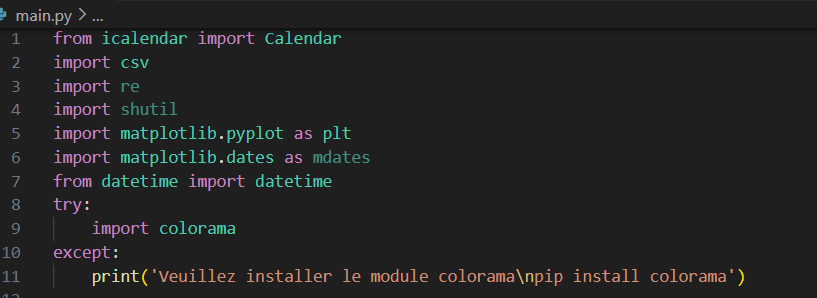 main.py > ...
1 from icalendar import Calendar
2 import csv
3 import re
4 import shutil
5 import matplotlib.pyplot as plt
6 import matplotlib.dates as mdates
7 from datetime import datetime
8 try:
9     import colorama
10 except:
11     print('Veuillez installer le module colorama\npip install colorama')